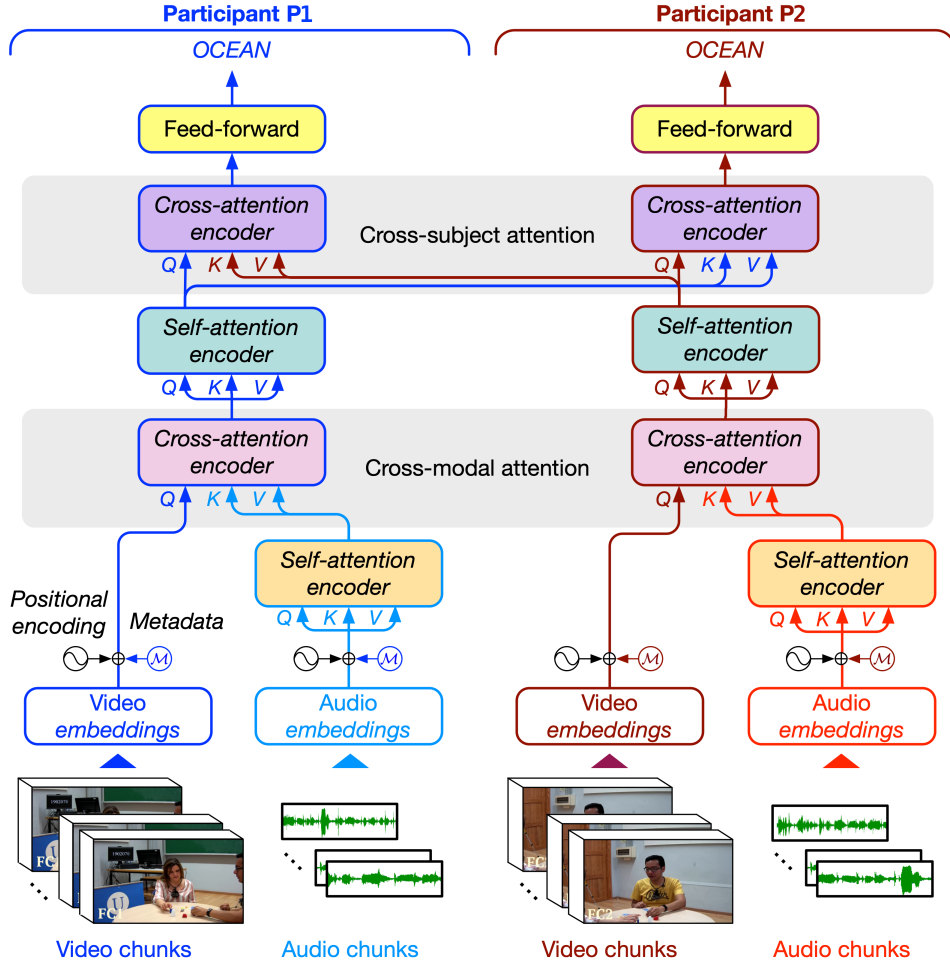 Participant P1
Participant P2
OCEAN
OCEAN
Feed-forward
Feed-forward
Cross-attention
encoder
Cross-subject attention
Cross-attention
encoder
Q K V
Q K V
Self-attention
encoder
Self-attention
encoder
Q K V
Q K V
Cross-attention
encoder
Cross-modal attention
Cross-attention
encoder
Q K V
Q K V
Self-attention
encoder
Self-attention
encoder
Positional
encoding
Metadata
Q K V
Q K V
M
M
M
M
Video
embeddings
Audio
embeddings
Video
embeddings
Audio
embeddings
FC1
U
FC2
Video chunks
Audio chunks
Video chunks
Audio chunks